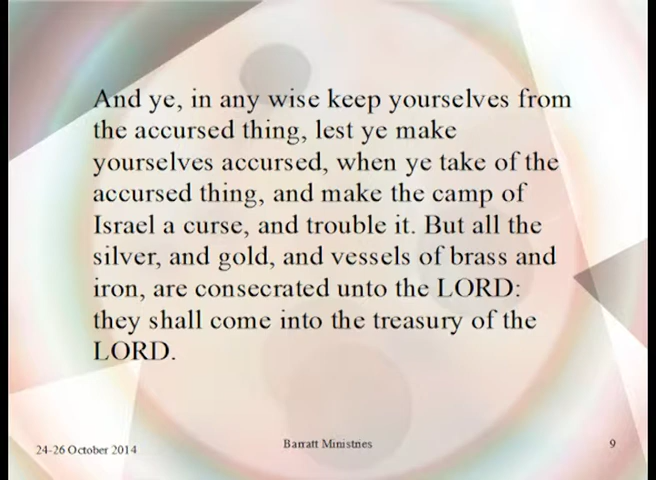 And ye, in any wise keep yourselves from
the accursed thing, lest ye make
yourselves accursed, when ye take of the
accursed thing, and make the camp of
Israel a curse, and trouble it. But all the
silver, and gold, and vessels of brass and
iron, are consecrated unto the LORD:
they shall come into the treasury of the
LORD.
24-26 October 2014
Barratt Ministries
9